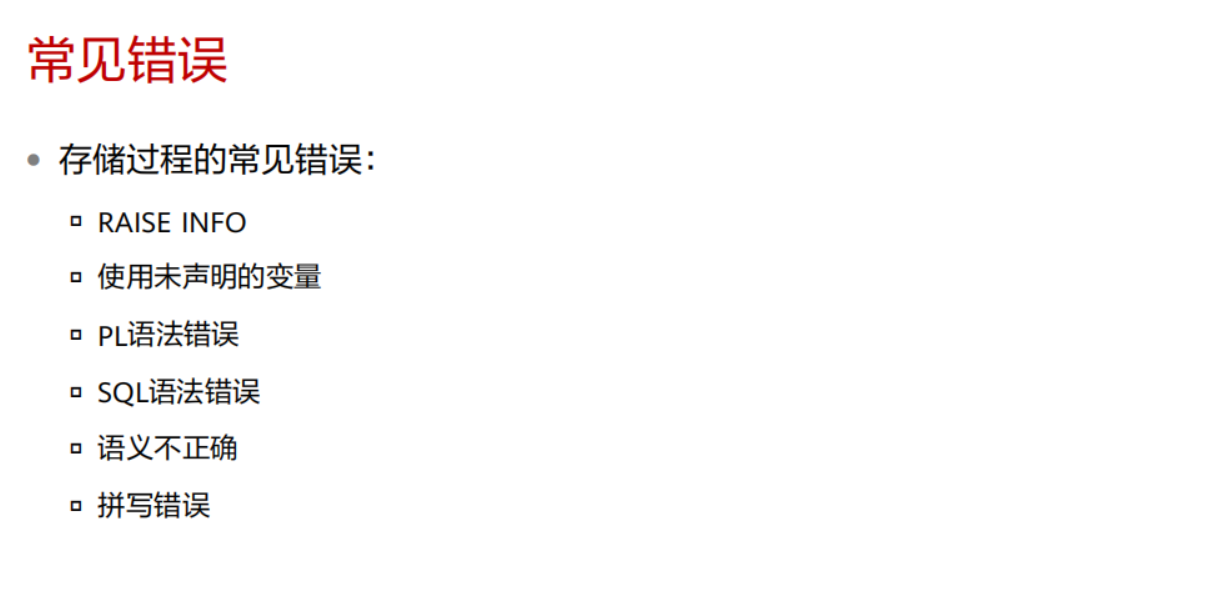 常见错误
存储过程的常见错误：
RAISE INFO
使用未声明的变量
PL语法错误
SQL语法错误
语义不正确
拼写错误